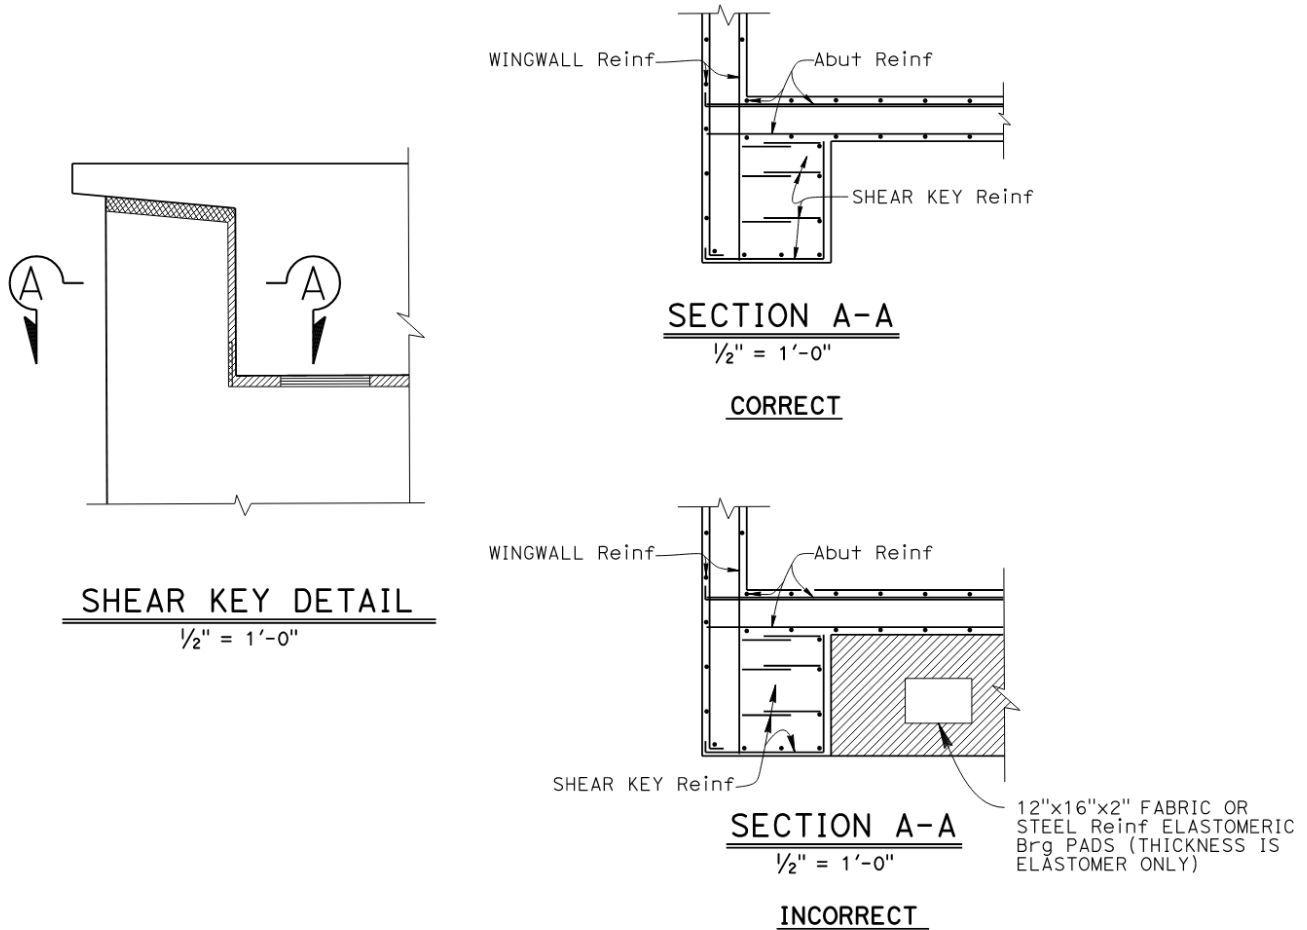 WINGWALL Reinf
Abut Reinf
SHEAR KEY Reinf
A
A
SECTION A-A
½" = 1'-0"
CORRECT
SHEAR KEY DETAIL
½" = 1'-0"
WINGWALL Reinf
Abut Reinf
SHEAR KEY Reinf
12"x16"x2" FABRIC OR
STEEL Reinf ELASTOMERIC
Brg PADS (THICKNESS IS
ELASTOMER ONLY)
SECTION A-A
½" = 1'-0"
INCORRECT